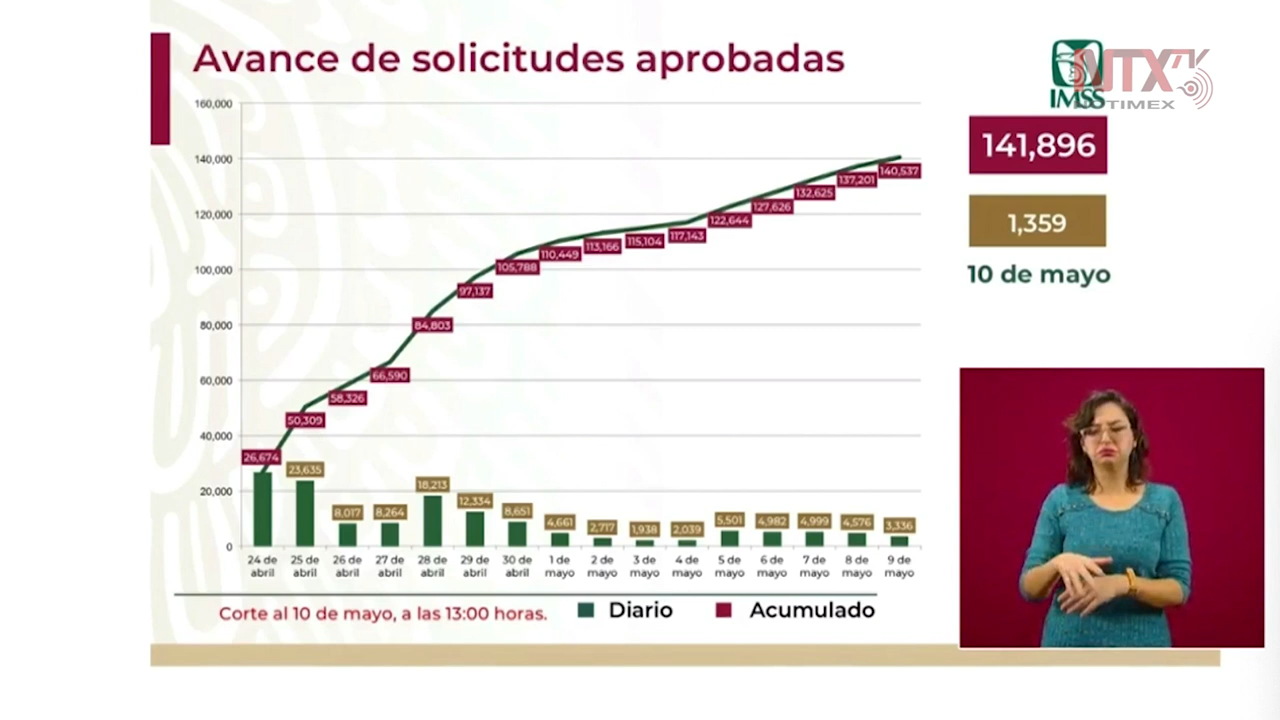 Avance de solicitudes aprobadas
IMSS
NTX
NOTIMEX
141,896
1,359
10 de mayo
160,000
140,000
120,000
100,000
80,000
60,000
40,000
20,000
0
26,674
50,309
58,326
66,590
84,803
97,137
105,788
110,449
113,166
115,104
117,143
122,644
127,626
132,625
137,201
140,537
23,635
8,017
8,264
18,213
12,334
8,651
4,661
2,717
1,938
2,039
5,501
4,982
4,999
4,576
3,336
24 de abril
25 de abril
26 de abril
27 de abril
28 de abril
29 de abril
30 de abril
1 de mayo
2 de mayo
3 de mayo
4 de mayo
5 de mayo
6 de mayo
7 de mayo
8 de mayo
9 de mayo
Corte al 10 de mayo, a las 13:00 horas.
Diario
Acumulado